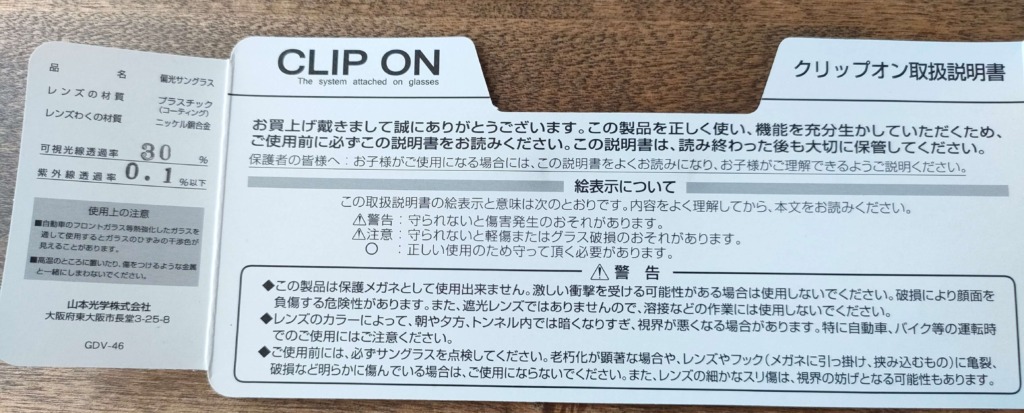 品名 偏光サングラス
レンズの材質 プラスチック
(コーティング)
レンズわくの材質 ニッケル銅合金
可視光線透過率 30 %
紫外線透過率 0.1 %以下
使用上の注意
■自動車のフロントガラス等熱強化したガラスを
通して使用するとガラスのひずみの干渉色が
見えることがあります。
■高温のところに置いたり、傷をつけるような金属
と一緒にしまわないでください。
山本光学株式会社
大阪府東大阪市長堂3-25-8
GDV-46
CLIP ON
The system attached on glasses
クリップオン取扱説明書
お買上げ戴きまして誠にありがとうございます。この製品を正しく使い、機能を充分生かしていただくため、
ご使用前に必ずこの説明書をお読みください。この説明書は、読み終わった後も大切に保管してください。
保護者の皆様へ:お子様がご使用になる場合には、この説明書をよくお読みになり、お子様がご理解できるようご説明ください。
絵表示について
この取扱説明書の絵表示と意味は次のとおりです。内容をよく理解してから、本文をお読みください。
⚠警告:守られないと傷害発生のおそれがあります。
⚠注意:守られないと軽傷またはグラス破損のおそれがあります。
○ :正しい使用のため守って頂く必要があります。
⚠警告
◆この製品は保護メガネとして使用出来ません。激しい衝撃を受ける可能性がある場合は使用しないでください。破損により顔面を
負傷する危険性があります。また、遮光レンズではありませんので、溶接などの作業には使用しないでください。
◆レンズのカラーによって、朝や夕方、トンネル内では暗くなりすぎ、視界が悪くなる場合があります。特に自動車、バイク等の運転時
でのご使用にはご注意ください。
◆ご使用前には、必ずサングラスを点検してください。老朽化が顕著な場合や、レンズやフック(メガネに引っ掛け、挟み込むもの)に亀裂、
破損など明らかに傷んでいる場合は、ご使用にならないでください。また、レンズの細かなスリ傷は、視界の妨げとなる可能性もあります。